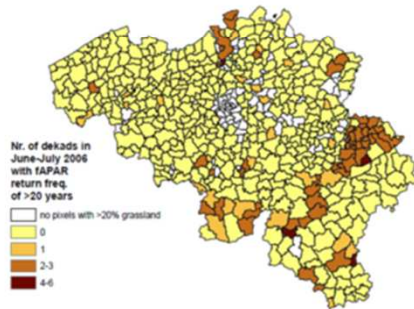 Nr. of dekads in
June-July 2006
with fAPAR
return freq.
of >20 years
no pixels with >20% grassland
0
1
2-3
4-6